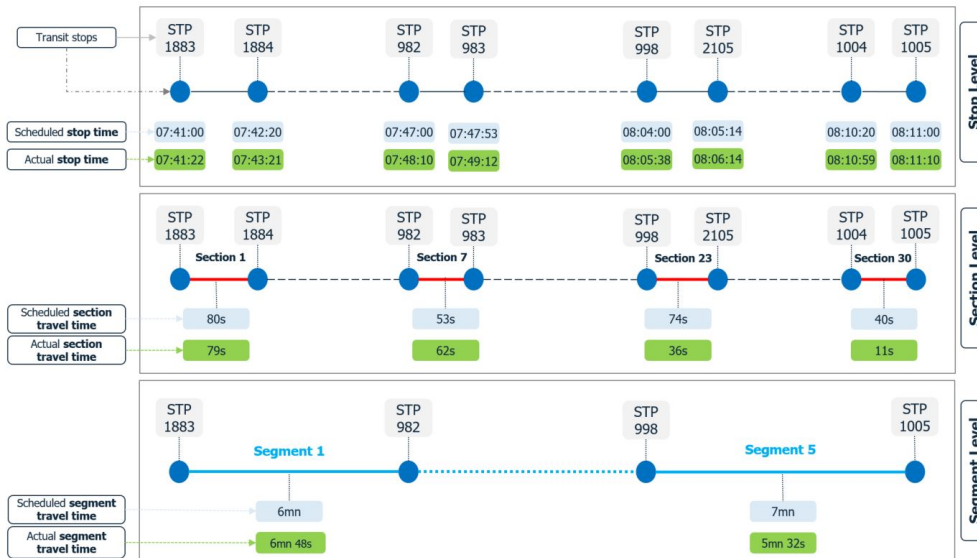 Transit stops
STP 1883
STP 1884
STP 982
STP 983
STP 998
STP 2105
STP 1004
STP 1005
Stop Level
Scheduled stop time
07:41:00
07:42:20
07:47:00
07:47:53
08:04:00
08:05:14
08:10:20
08:11:00
Actual stop time
07:41:22
07:43:21
07:48:10
07:49:12
08:05:38
08:06:14
08:10:59
08:11:10
STP 1883
STP 1884
STP 982
STP 983
STP 998
STP 2105
STP 1004
STP 1005
Section Level
Section 1
Section 7
Section 23
Section 30
Scheduled section
travel time
80s
53s
74s
40s
Actual section
travel time
79s
62s
36s
11s
STP 1883
STP 982
STP 998
STP 1005
Segment Level
Segment 1
Segment 5
Scheduled segment
travel time
6mn
7mn
Actual segment
travel time
6mn 48s
5mn 32s